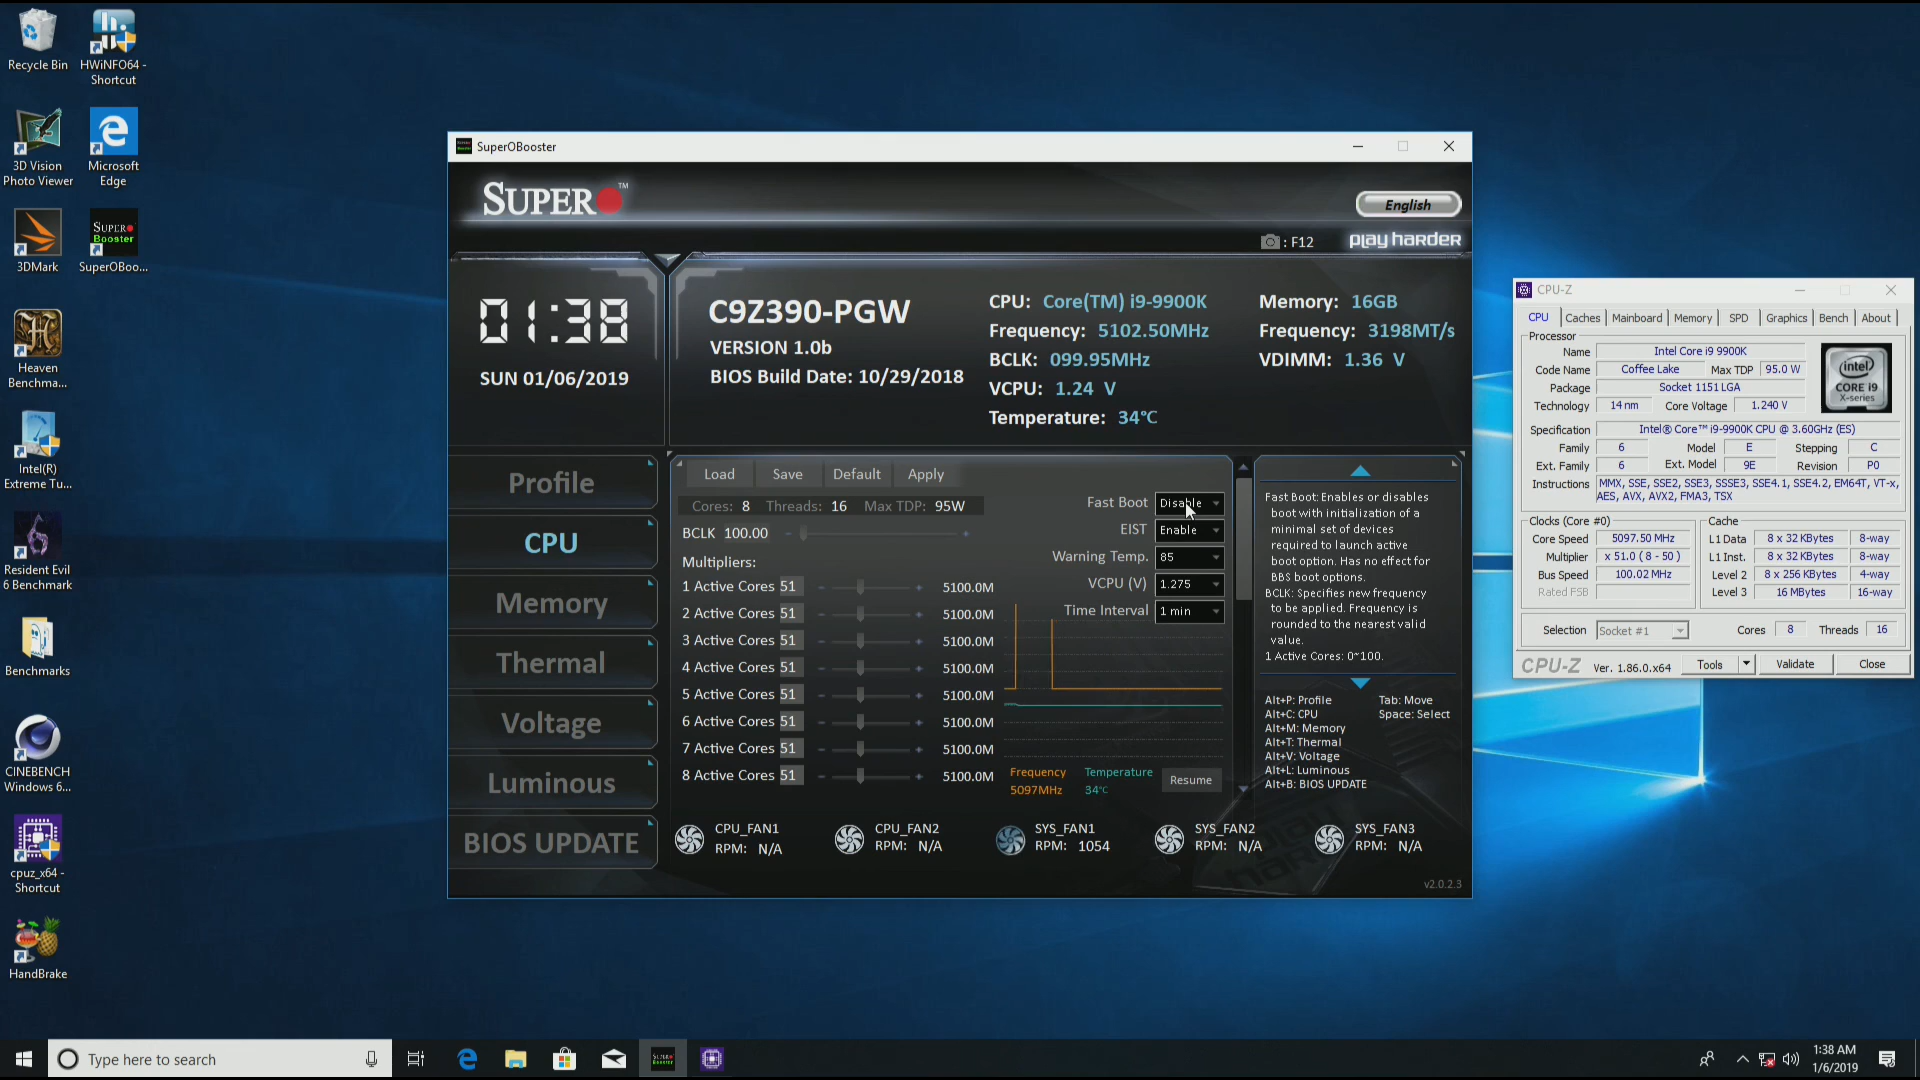 Recycle Bin
HWiNFO64 -
Shortcut
3D Vision
Photo Viewer
Microsoft
Edge
3DMark
SUPER
Booster
SuperOBoo...
Heaven
Benchma...
Intel(R)
Extreme Tu...
Resident Evil
6 Benchmark
Benchmarks
CINEBENCH
Windows 6...
cpuz_x64 -
Shortcut
HandBrake
SuperOBooster
SUPER TM
English
: F12
play harder
01:38
SUN 01/06/2019
C9Z390-PGW
VERSION 1.0b
BIOS Build Date: 10/29/2018
CPU: Core(TM) i9-9900K
Frequency: 5102.50MHz
BCLK: 099.95MHz
VCPU: 1.24 V
Temperature: 34°C
Memory: 16GB
Frequency: 3198MT/s
VDIMM: 1.36 V
Profile
CPU
Memory
Thermal
Voltage
Luminous
BIOS UPDATE
Load Save Default Apply
Cores: 8 Threads: 16 Max TDP: 95W
BCLK 100.00
Multipliers:
1 Active Cores 51 - + 5100.0M
2 Active Cores 51 - + 5100.0M
3 Active Cores 51 - + 5100.0M
4 Active Cores 51 - + 5100.0M
5 Active Cores 51 - + 5100.0M
6 Active Cores 51 - + 5100.0M
7 Active Cores 51 - + 5100.0M
8 Active Cores 51 - + 5100.0M
Fast Boot Disable
EIST Enable
Warning Temp. 85
VCPU (V) 1.275
Time Interval 1 min
Frequency
5097MHz
Temperature
34°C
Resume
Fast Boot: Enables or disables
boot with initialization of a
minimal set of devices
required to launch active
boot option. Has no effect for
BBS boot options.
BCLK: Specifies new frequency
to be applied. Frequency is
rounded to the nearest valid
value.
1 Active Cores: 0~100.
Alt+P: Profile Tab: Move
Alt+C: CPU Space: Select
Alt+M: Memory
Alt+T: Thermal
Alt+V: Voltage
Alt+L: Luminous
Alt+B: BIOS UPDATE
CPU_FAN1
RPM: N/A
CPU_FAN2
RPM: N/A
SYS_FAN1
RPM: 1054
SYS_FAN2
RPM: N/A
SYS_FAN3
RPM: N/A
v2.0.2.3
CPU-Z
CPU Caches Mainboard Memory SPD Graphics Bench About
Processor
Name Intel Core i9 9900K
Code Name Coffee Lake Max TDP 95.0 W
Package Socket 1151 LGA
Technology 14 nm Core Voltage 1.240 V
intel
CORE i9
X-series
Specification Intel® Core™ i9-9900K CPU @ 3.60GHz (ES)
Family 6 Model E Stepping C
Ext. Family 6 Ext. Model 9E Revision P0
Instructions MMX, SSE, SSE2, SSE3, SSSE3, SSE4.1, SSE4.2, EM64T, VT-x,
AES, AVX, AVX2, FMA3, TSX
Clocks (Core #0)
Core Speed 5097.50 MHz
Multiplier x 51.0 ( 8 - 50 )
Bus Speed 100.02 MHz
Rated FSB
Cache
L1 Data 8 x 32 KBytes 8-way
L1 Inst. 8 x 32 KBytes 8-way
Level 2 8 x 256 KBytes 4-way
Level 3 16 MBytes 16-way
Selection Socket #1 Cores 8 Threads 16
CPU-Z Ver. 1.86.0.x64 Tools Validate Close
Type here to search
1:38 AM
1/6/2019